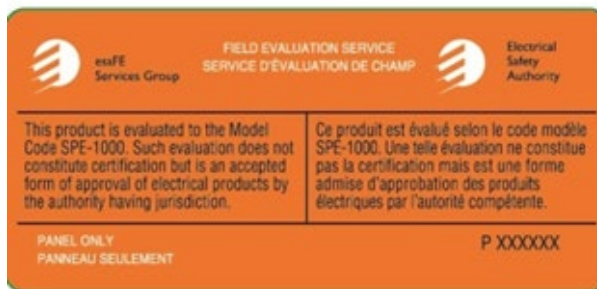 esaFE
Services Group
FIELD EVALUATION SERVICE
SERVICE D'ÉVALUATION DE CHAMP
Electrical
Safety
Authority
This product is evaluated to the Model
Code SPE-1000. Such evaluation does not
constitute certification but is an accepted
form of approval of electrical products by
the authority having jurisdiction.
Ce produit est évalué selon le code modèle
SPE-1000. Une telle évaluation ne constitue
pas la certification mais est une forme
admise d'approbation des produits
électriques par l'autorité compétente.
PANEL ONLY
PANNEAU SEULEMENT
P XXXXXX